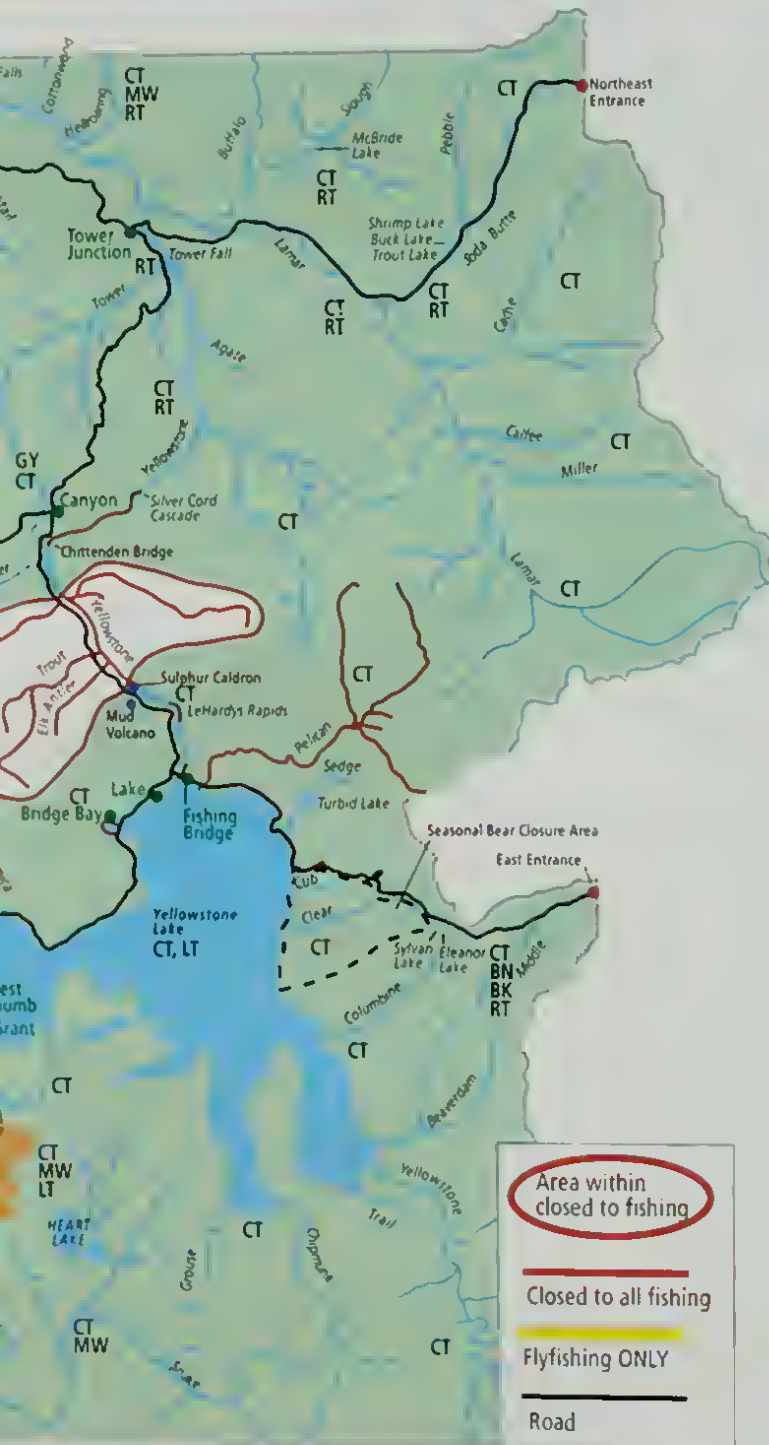 Falls
Cottonwood
Hellroaring
CT
MW
RT
Buffalo
Slough
McBride
Lake
CT
RT
Pebble
CT
Northeast
Entrance
Tower
Junction
RT
Tower Fall
Tower
Lamar
Shrimp Lake
Buck Lake
Trout Lake
Soda Butte
CT
RT
CT
RT
Cache
CT
Agate
CT
RT
Yellowstone
GY
CT
Canyon
Silver Cord
Cascade
Chittenden Bridge
CT
Calfee
CT
Miller
Lamar
CT
Yellowstone
Trout
Elk Antler
Sulphur Caldron
CT
LeHardys Rapids
Mud
Volcano
CT
Pelican
Sedge
Turbid Lake
Lake
CT
Bridge Bay
Fishing
Bridge
Seasonal Bear Closure Area
East Entrance
Cub
Clear
CT
Yellowstone
Lake
CT, LT
Sylvan
Lake
Eleanor
Lake
CT
BN
BK
RT
Middle
Columbine
CT
est
humb
Grant
CT
Beaverdam
CT
MW
LT
HEART
LAKE
Yellowstone
Trail
CT
Grouse
Chipmunk
CT
MW
Snake
CT
Area within
closed to fishing
Closed to all fishing
Flyfishing ONLY
Road